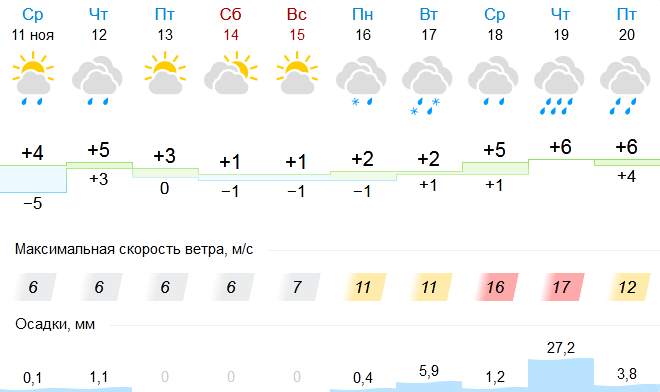 Ср Чт Пт Сб Вс Пн Вт Ср Чт Пт
11 ноя 12 13 14 15 16 17 18 19 20
+4 +5 +3 +1 +1 +2 +2 +5 +6 +6
−5 +3 0 −1 −1 −1 +1 +1 +4
Максимальная скорость ветра, м/с
6 6 6 6 7 11 11 16 17 12
Осадки, мм
0,1 1,1 0 0 0 0,4 5,9 1,2 27,2 3,8